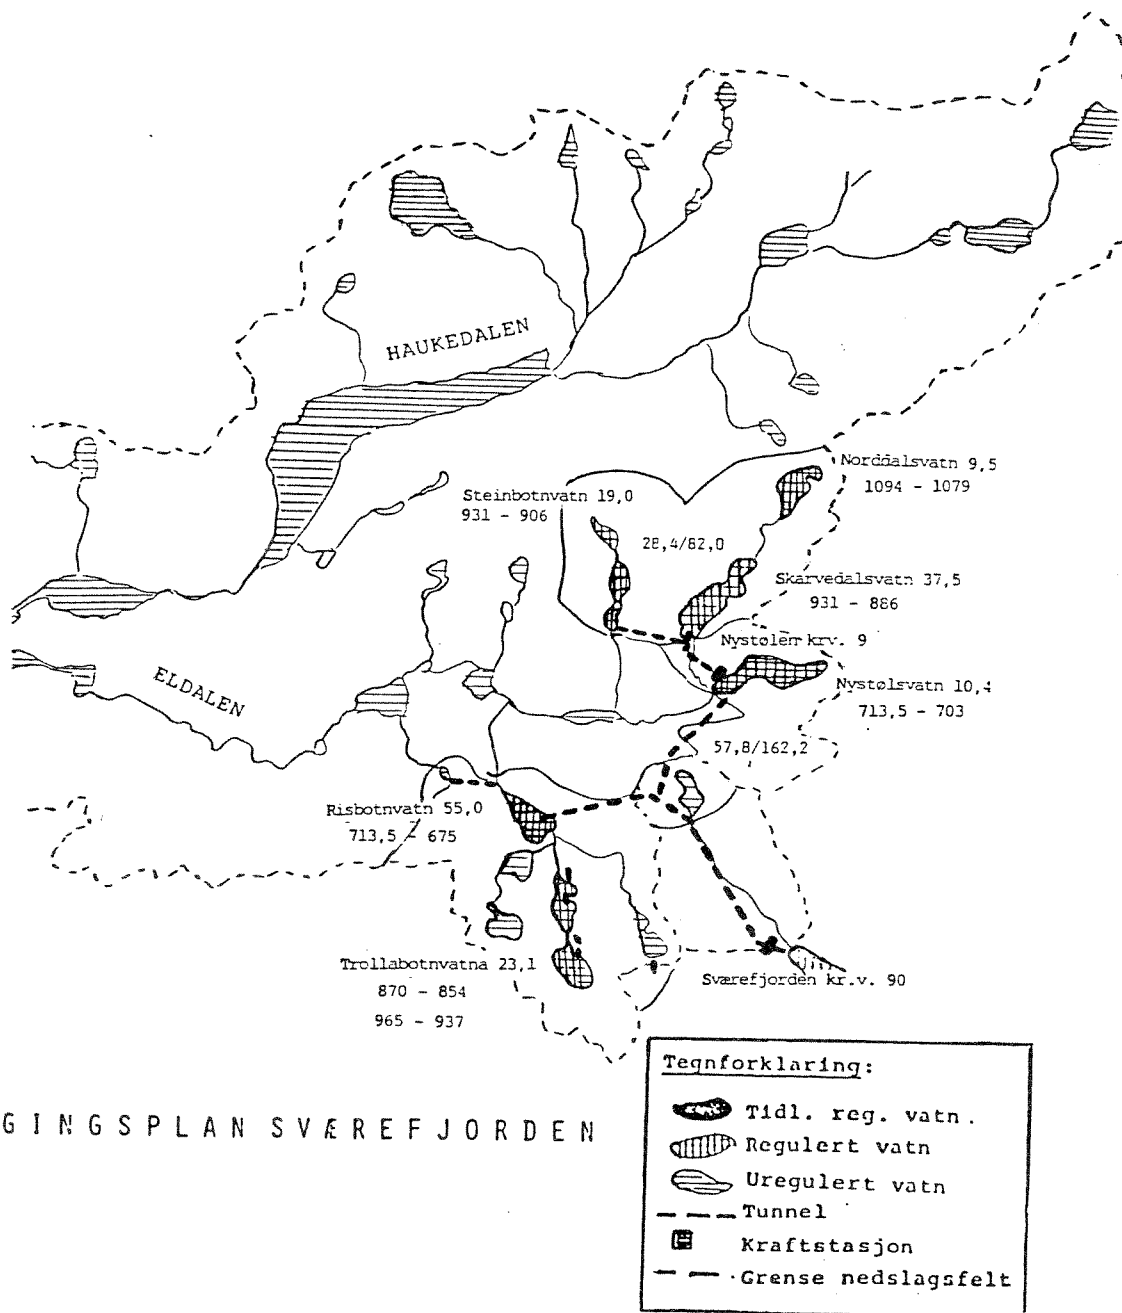 HAUKEDALEN
Norddalsvatn 9,5
1094 - 1079
Steinbotnvatn 19,0
931 - 906
28,4/82,0
Skarvedalsvatn 37,5
931 - 886
Nystølen krv. 9
ELDALEN
Nystølsvatn 10,4
713,5 - 703
57,8/162,2
Risbotnvatn 55,0
713,5 - 675
Trollabotnvatna 23,1
870 - 854
965 - 937
Sværefjorden kr.v. 90
GINGSPLAN SVÆREFJORDEN
Tegnforklaring:
Tidl. reg. vatn.
Regulert vatn
Uregulert vatn
Tunnel
Kraftstasjon
Grense nedslagsfelt